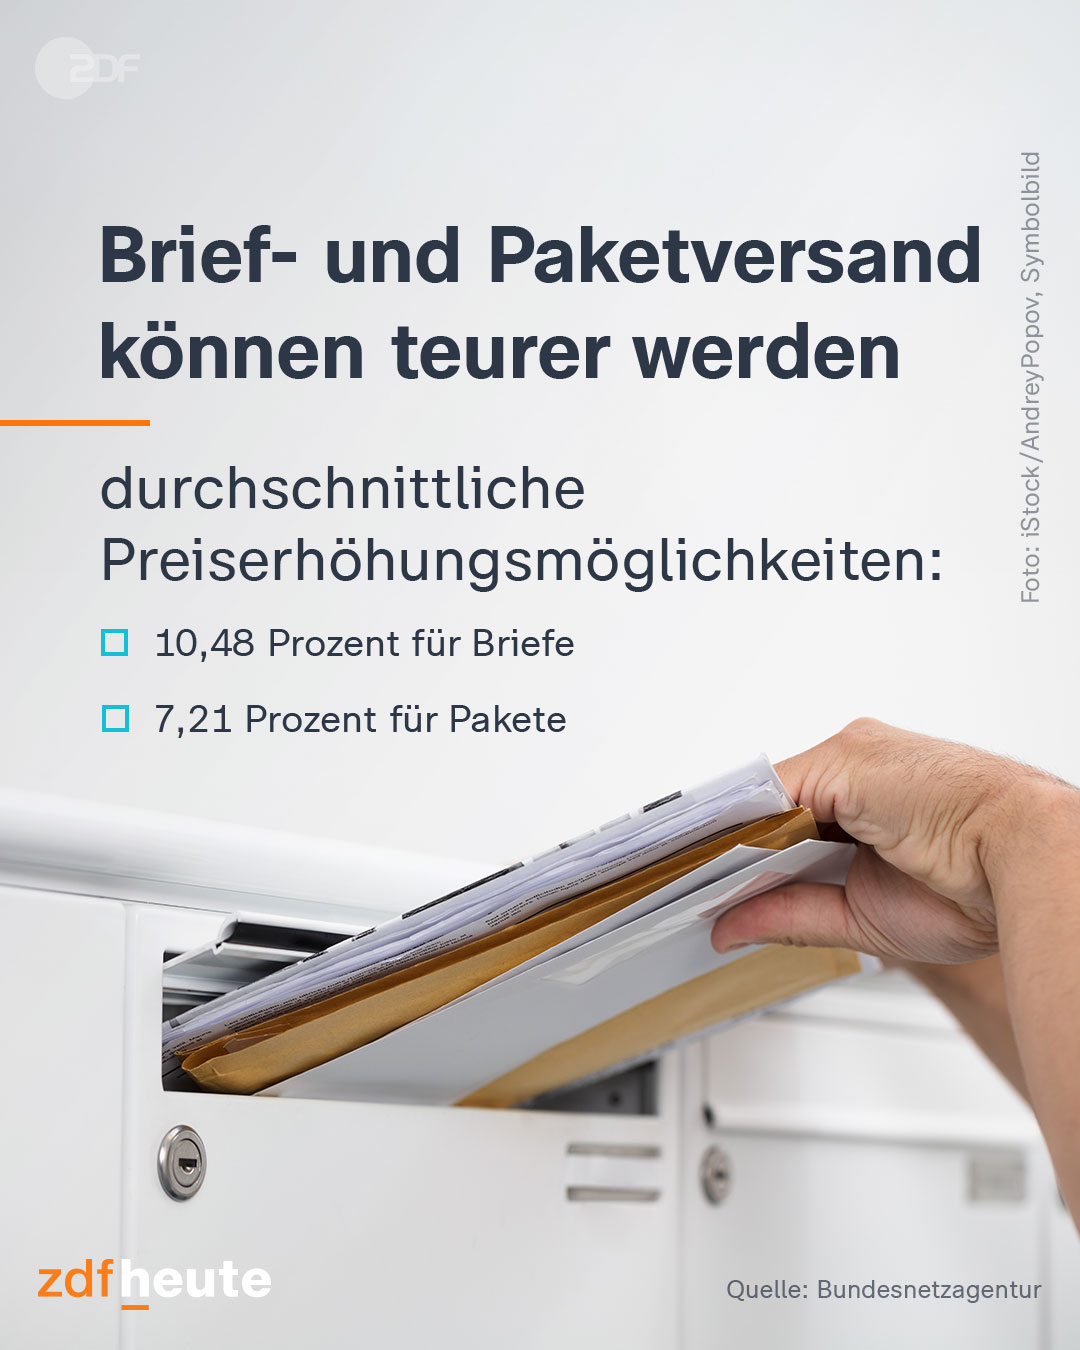 ZDF
Brief- und Paketversand
können teurer werden
durchschnittliche
Preiserhöhungsmöglichkeiten:
10,48 Prozent für Briefe
7,21 Prozent für Pakete
Foto: iStock/AndreyPopov, Symbolbild
zdfheute
Quelle: Bundesnetzagentur